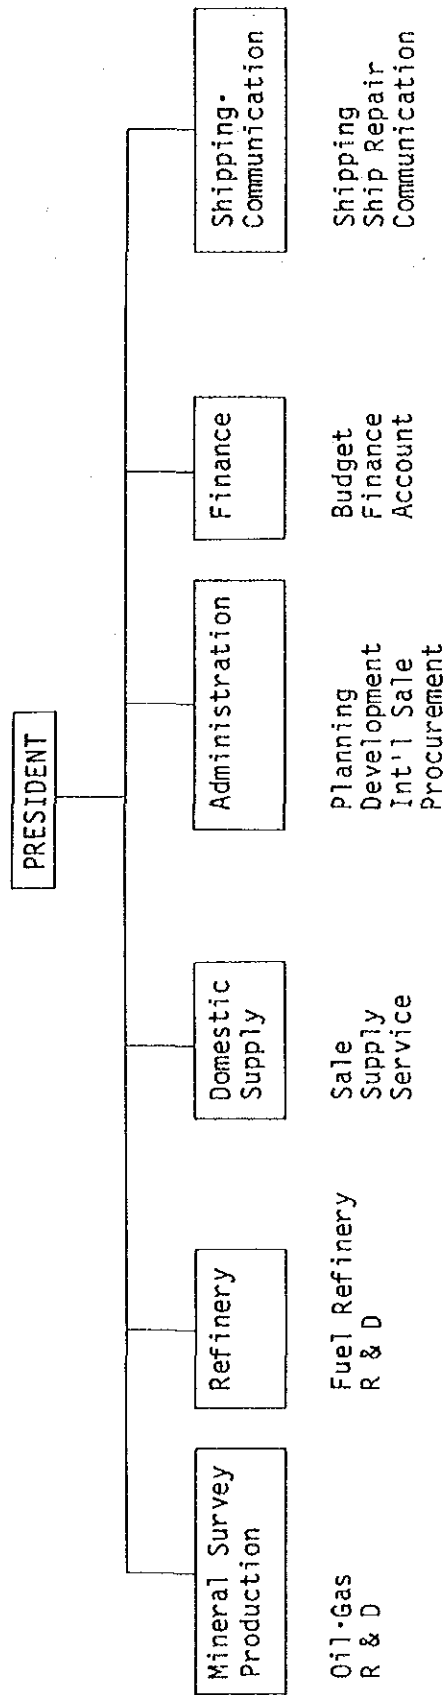 PRESIDENT
Mineral Survey
Production
Oil·Gas
R & D
Refinery
Fuel Refinery
R & D
Domestic
Supply
Sale
Supply
Service
Administration
Planning
Development
Int'l Sale
Procurement
Finance
Budget
Finance
Account
Shipping·
Communication
Shipping
Ship Repair
Communication